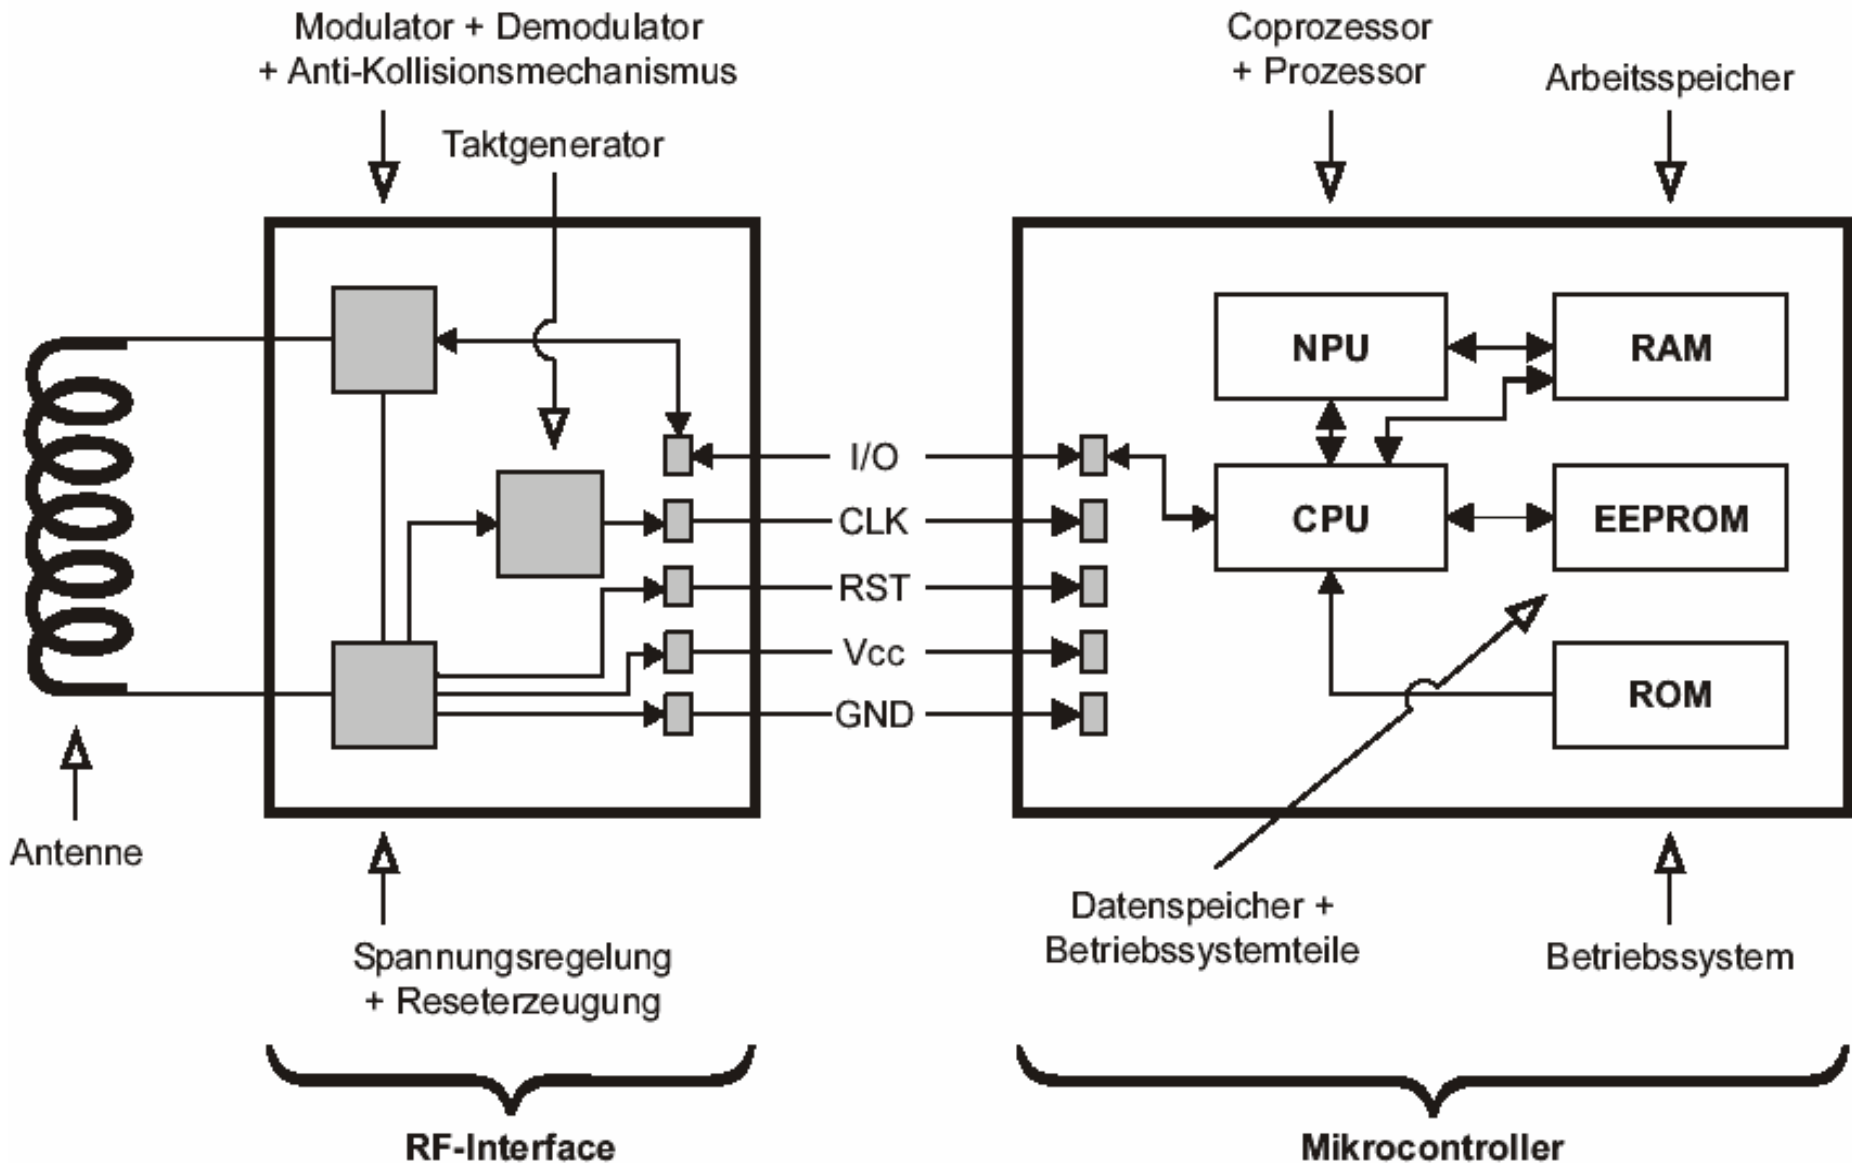 Modulator + Demodulator
+ Anti-Kollisionsmechanismus
Taktgenerator
Coprozessor
+ Prozessor
Arbeitsspeicher
NPU
RAM
I/O
CLK
RST
Vcc
GND
CPU
EEPROM
ROM
Antenne
Spannungsregelung
+ Reseterzeugung
Datenspeicher +
Betriebssystemteile
Betriebssystem
RF-Interface
Mikrocontroller